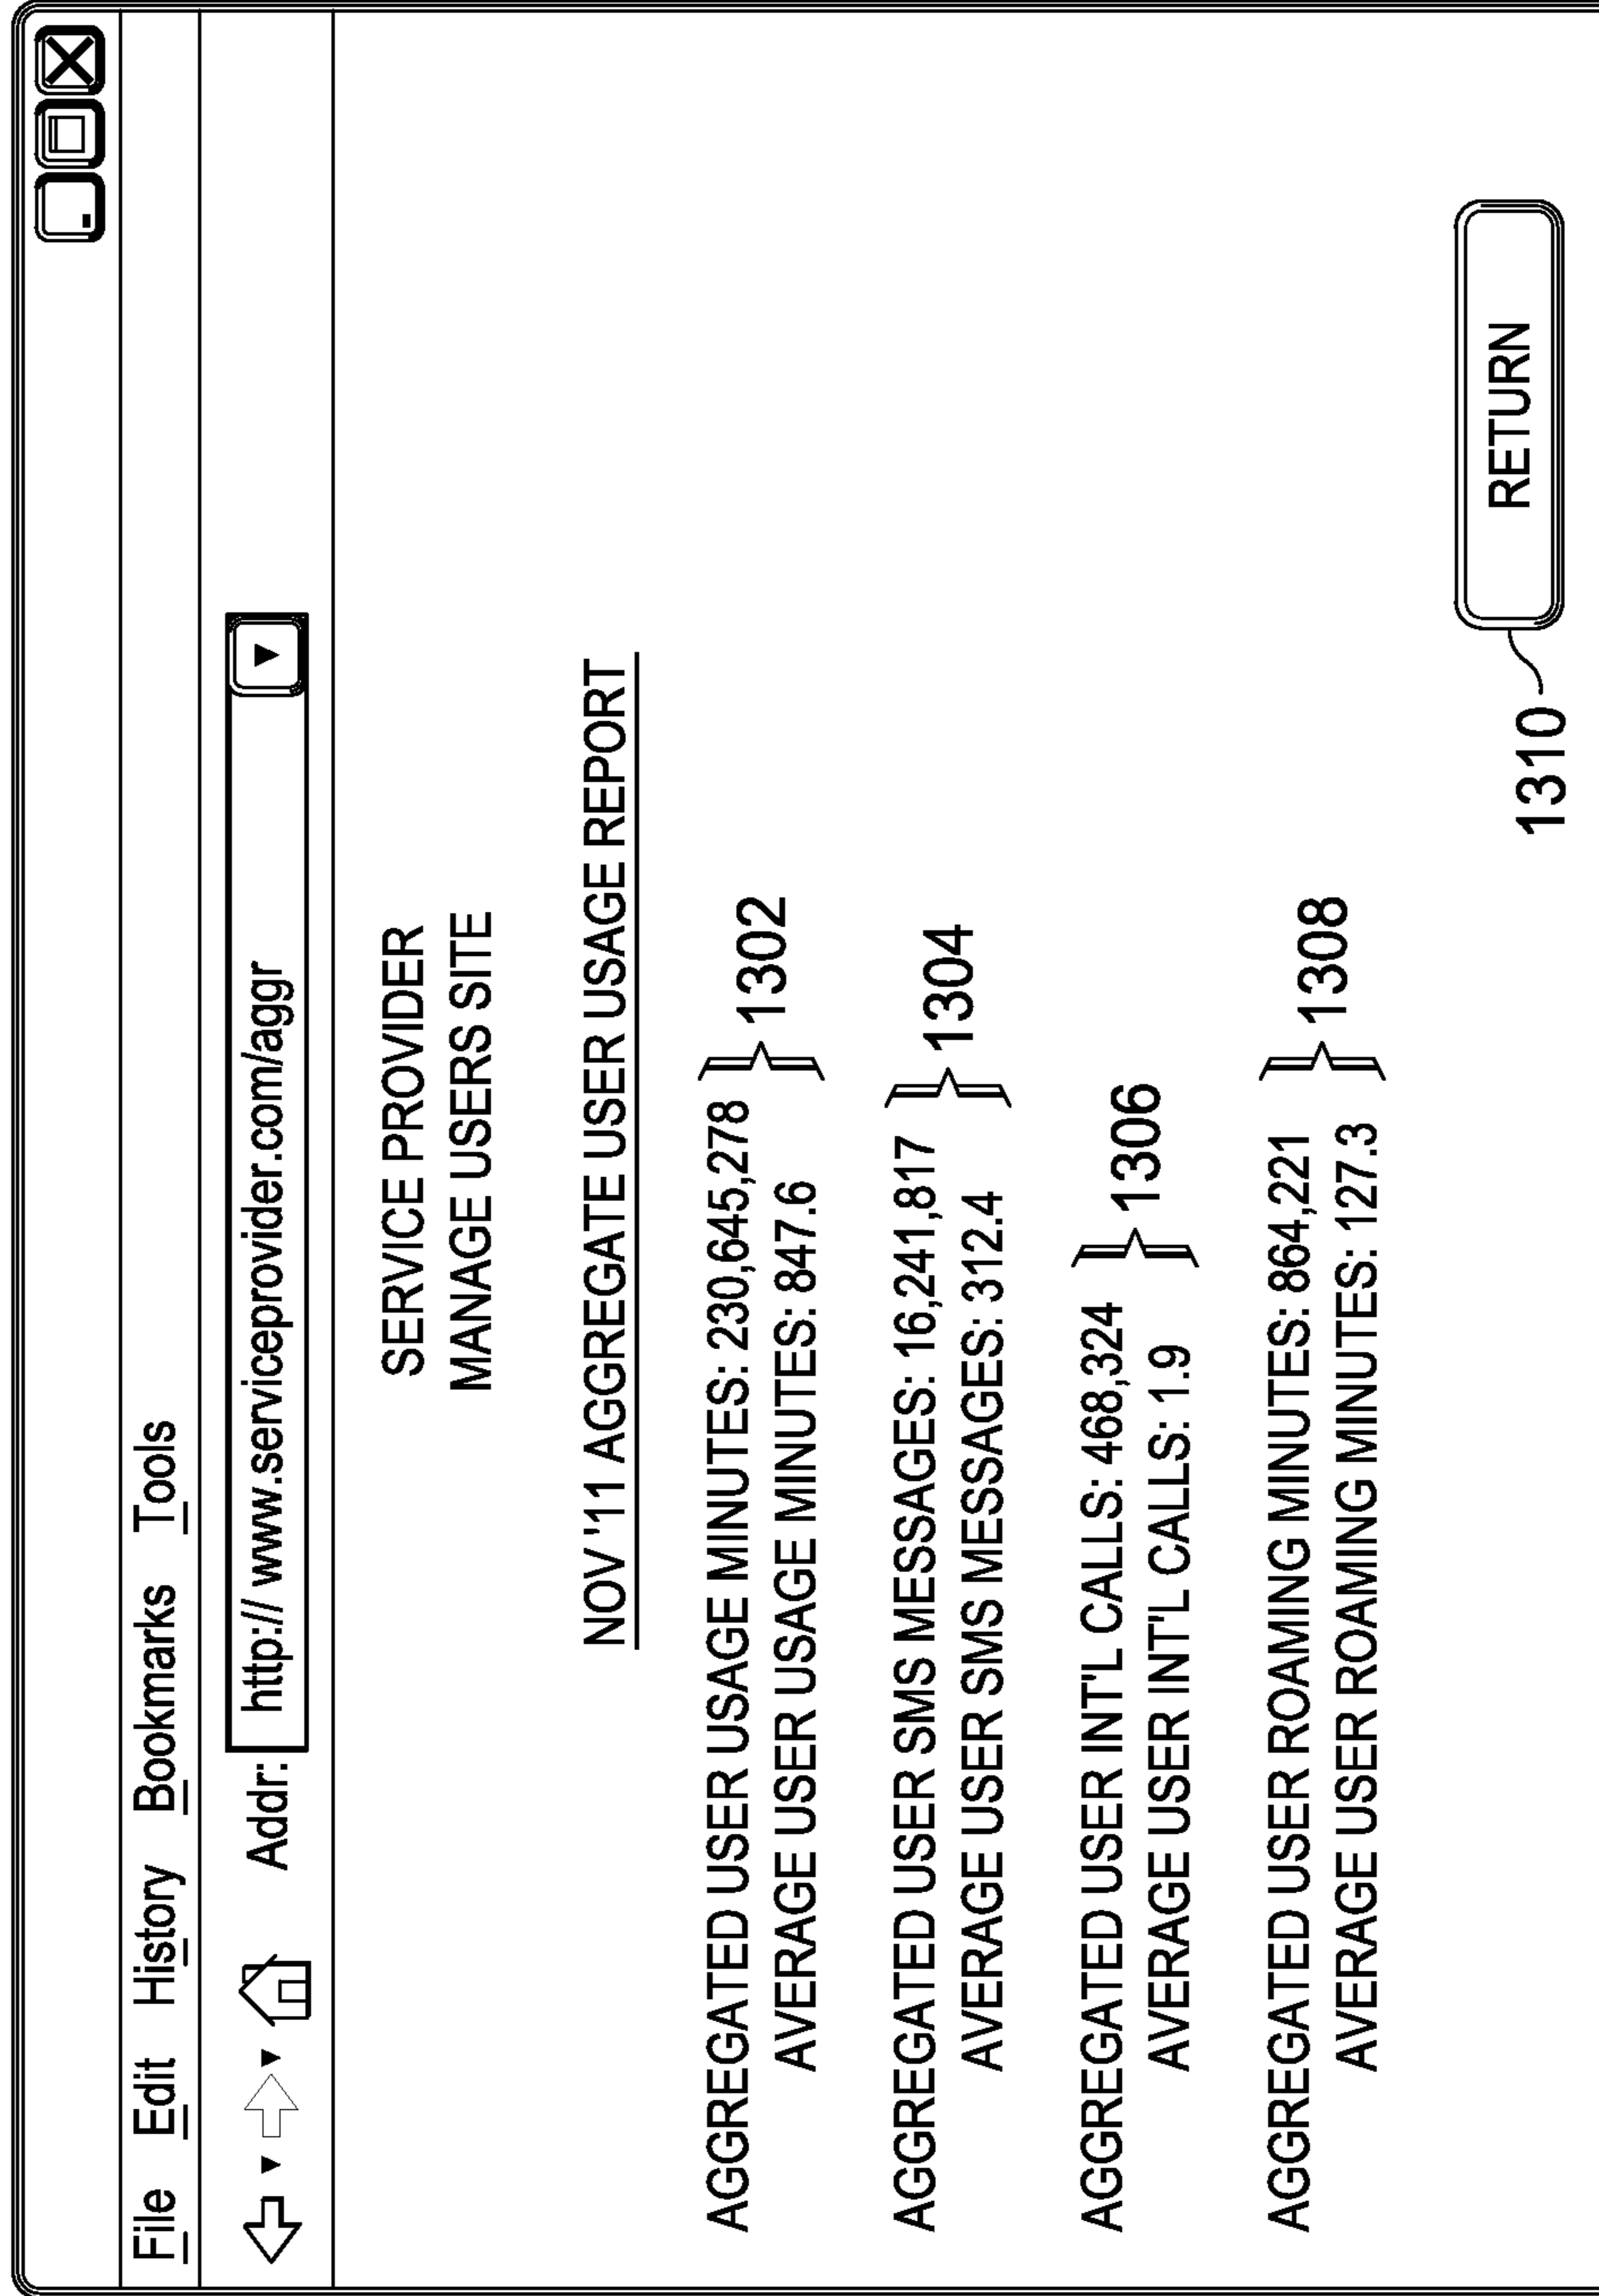 File Edit History Bookmarks Tools
Addr: http:// www.serviceprovider.com/aggr
SERVICE PROVIDER
MANAGE USERS SITE
NOV '11 AGGREGATE USER USAGE REPORT
AGGREGATED USER USAGE MINUTES: 230,645,278
AVERAGE USER USAGE MINUTES: 847.6
1302
AGGREGATED USER SMS MESSAGES: 16,241,817
AVERAGE USER SMS MESSAGES: 312.4
1304
AGGREGATED USER INT'L CALLS: 468,324
AVERAGE USER INT'L CALLS: 1.9
1306
AGGREGATED USER ROAMING MINUTES: 864,221
AVERAGE USER ROAMING MINUTES: 127.3
1308
RETURN
1310